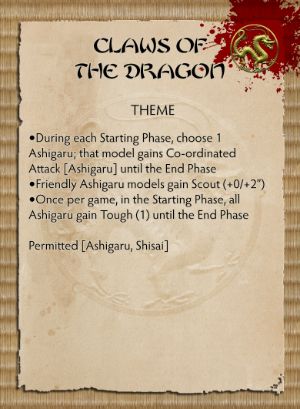 CLAWS OF
THE DRAGON
THEME
•During each Starting Phase, choose 1
Ashigaru; that model gains Co-ordinated
Attack [Ashigaru] until the End Phase
•Friendly Ashigaru models gain Scout (+0/+2”)
•Once per game, in the Starting Phase, all
Ashigaru gain Tough (1) until the End Phase
Permitted [Ashigaru, Shisai]